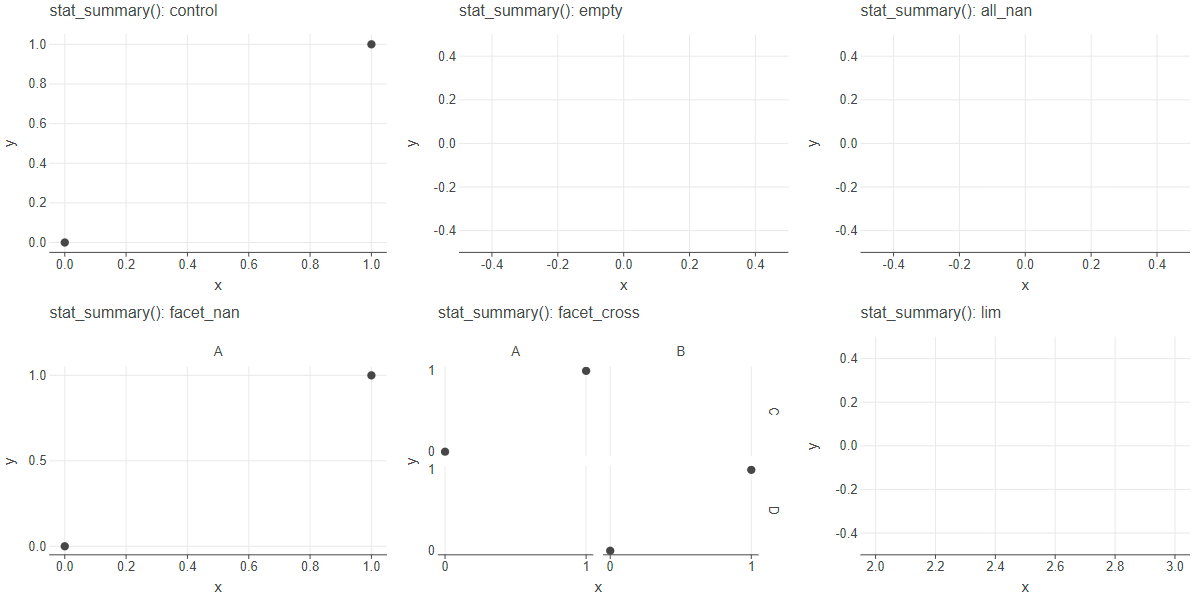 stat_summary(): control
1.0
0.8
0.6
0.4
0.2
0.0
y
0.0 0.2 0.4 0.6 0.8 1.0
x
stat_summary(): empty
0.4
0.2
0.0
-0.2
-0.4
y
-0.4 -0.2 0.0 0.2 0.4
x
stat_summary(): all_nan
0.4
0.2
0.0
-0.2
-0.4
y
-0.4 -0.2 0.0 0.2 0.4
x
stat_summary(): facet_nan
A
1.0
0.5
0.0
y
0.0 0.2 0.4 0.6 0.8 1.0
x
stat_summary(): facet_cross
A B
1
0
C
1
0
D
y
0 1 0 1
x
stat_summary(): lim
0.4
0.2
0.0
-0.2
-0.4
y
2.0 2.2 2.4 2.6 2.8 3.0
x